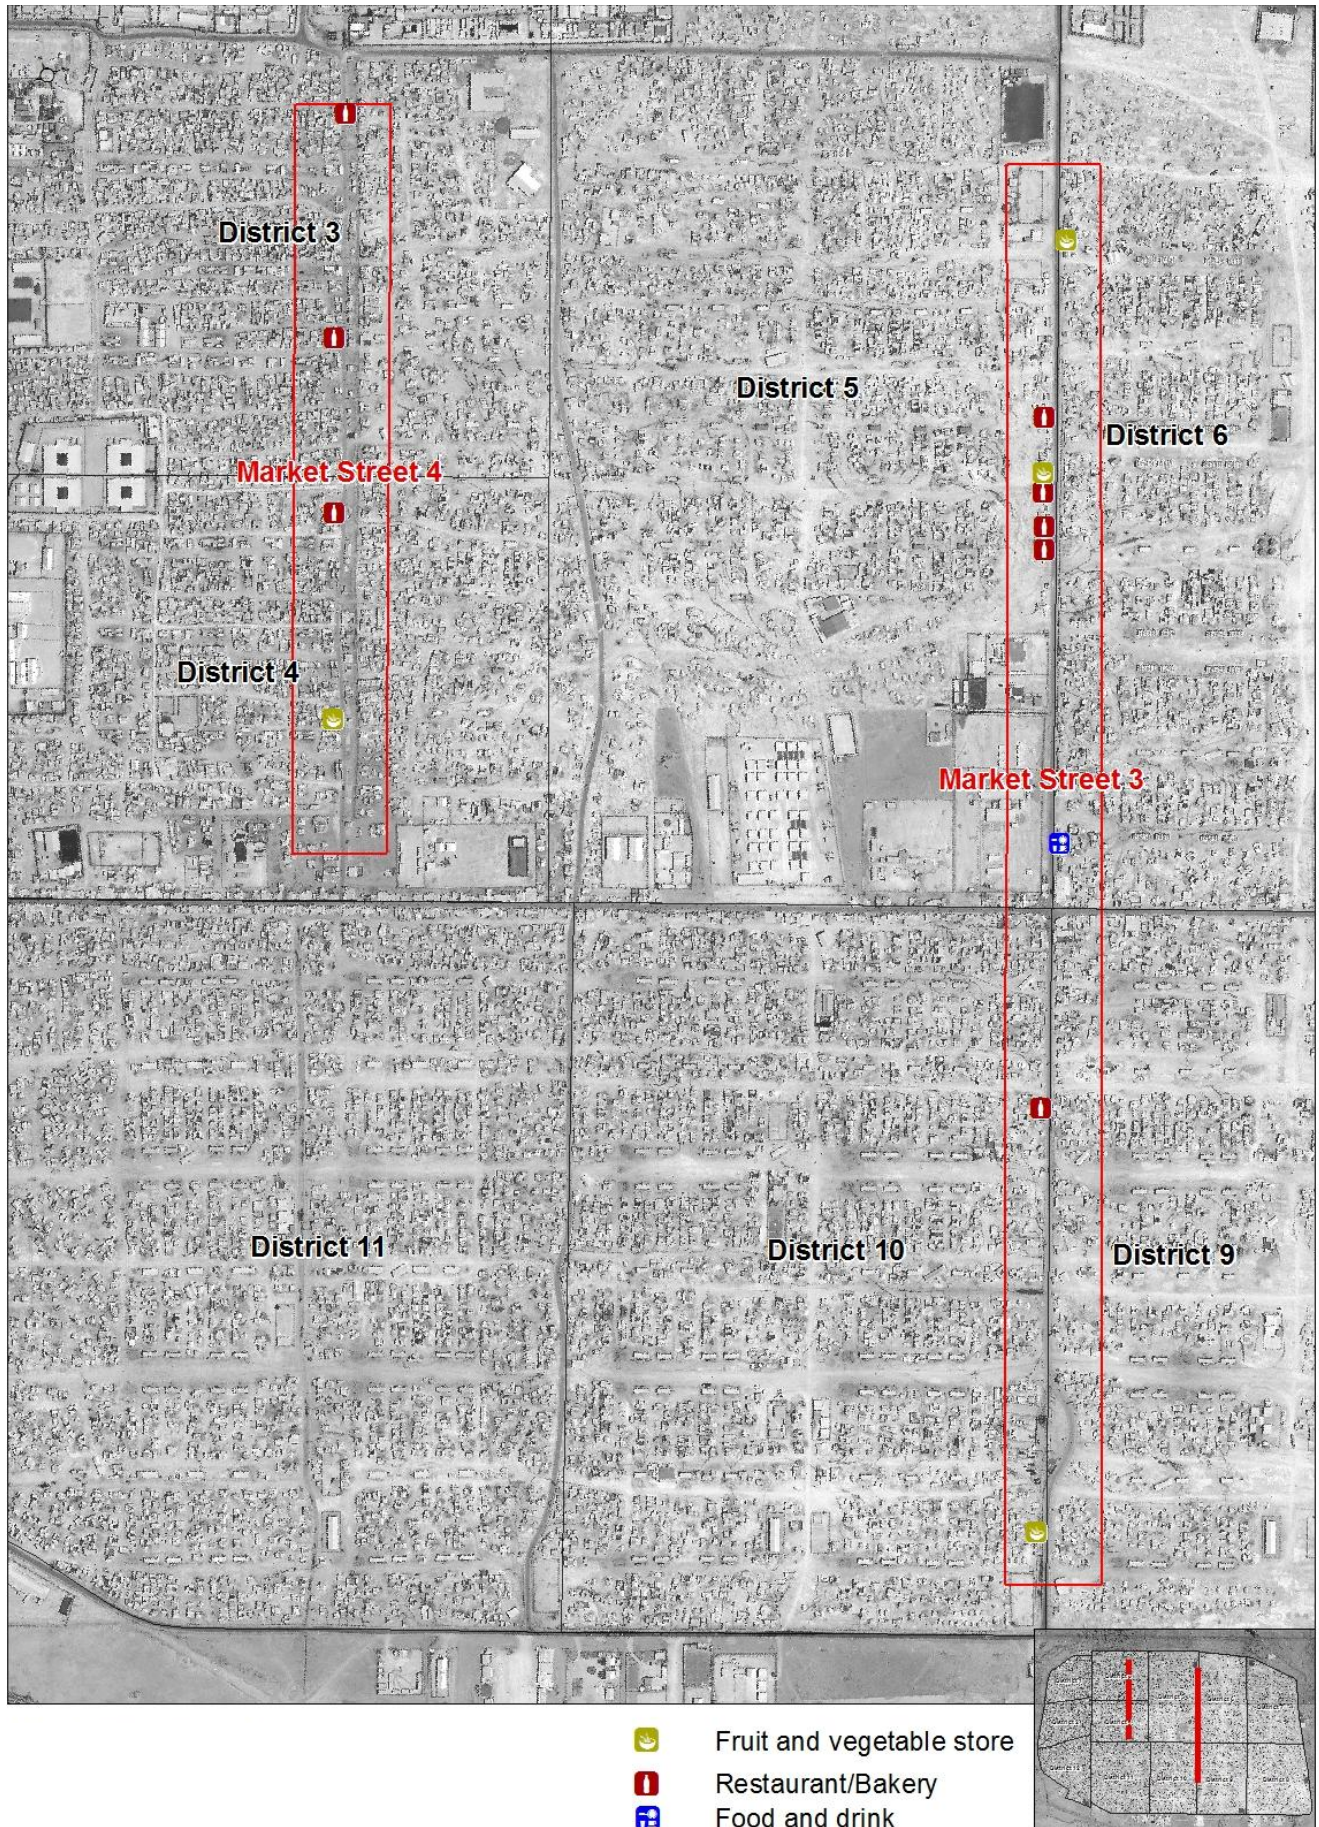 District 3
District 5
District 6
Market Street 4
District 4
Market Street 3
District 11
District 10
District 9
Fruit and vegetable store
Restaurant/Bakery
Food and drink